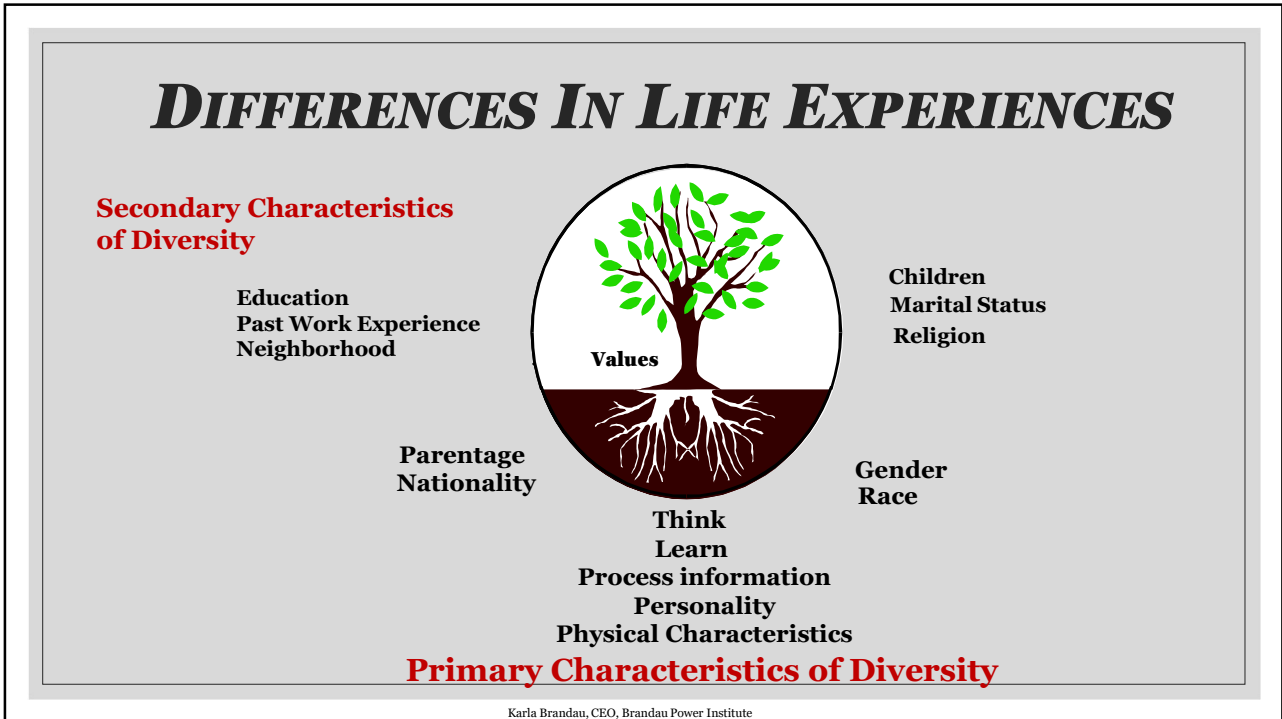 DIFFERENCES IN LIFE EXPERIENCES
Secondary Characteristics
of Diversity
Education
Past Work Experience
Neighborhood
Children
Marital Status
Religion
Values
Parentage
Nationality
Gender
Race
Think
Learn
Process information
Personality
Physical Characteristics
Primary Characteristics of Diversity
Karla Brandau, CEO, Brandau Power Institute